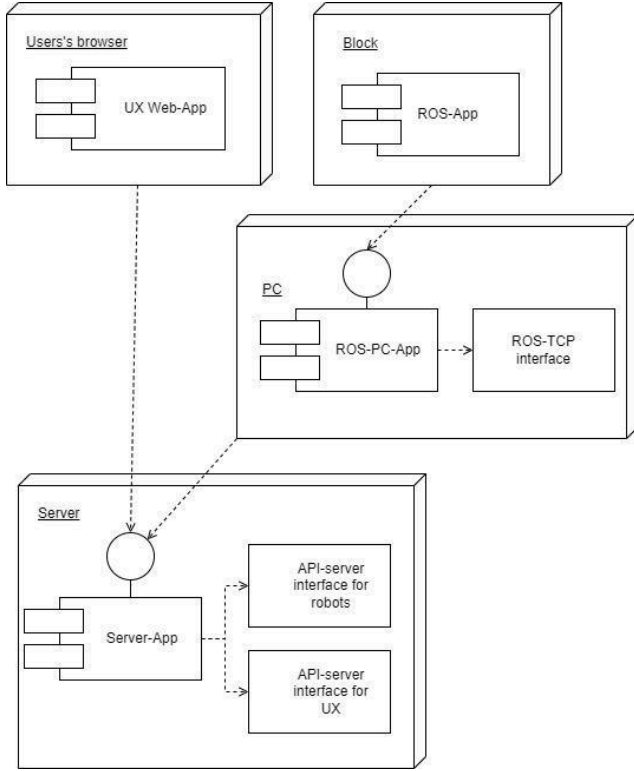 Users's browser
UX Web-App
Block
ROS-App
PC
ROS-PC-App
ROS-TCP
interface
Server
Server-App
API-server
interface for
robots
API-server
interface for
UX